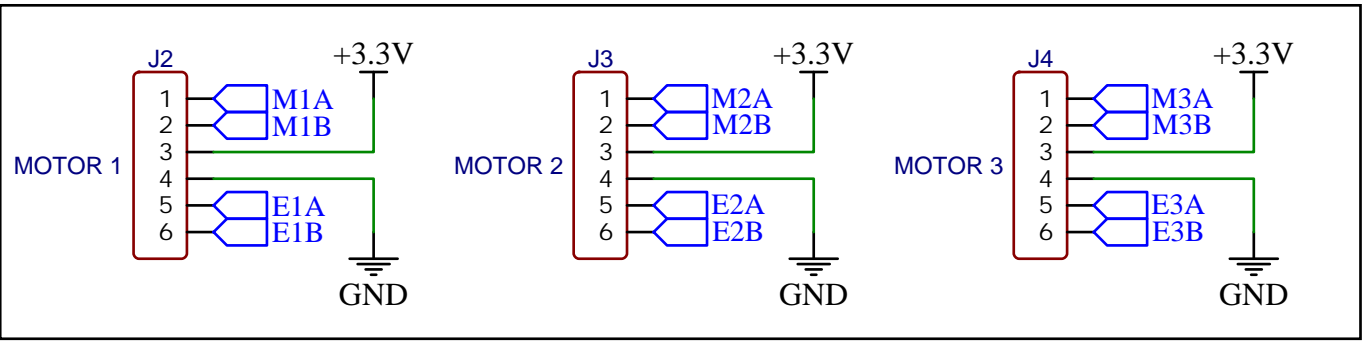 J2
+3.3V
1
M1A
2
M1B
3
MOTOR 1
4
5
E1A
6
E1B
GND
J3
+3.3V
1
M2A
2
M2B
3
MOTOR 2
4
5
E2A
6
E2B
GND
J4
+3.3V
1
M3A
2
M3B
3
MOTOR 3
4
5
E3A
6
E3B
GND